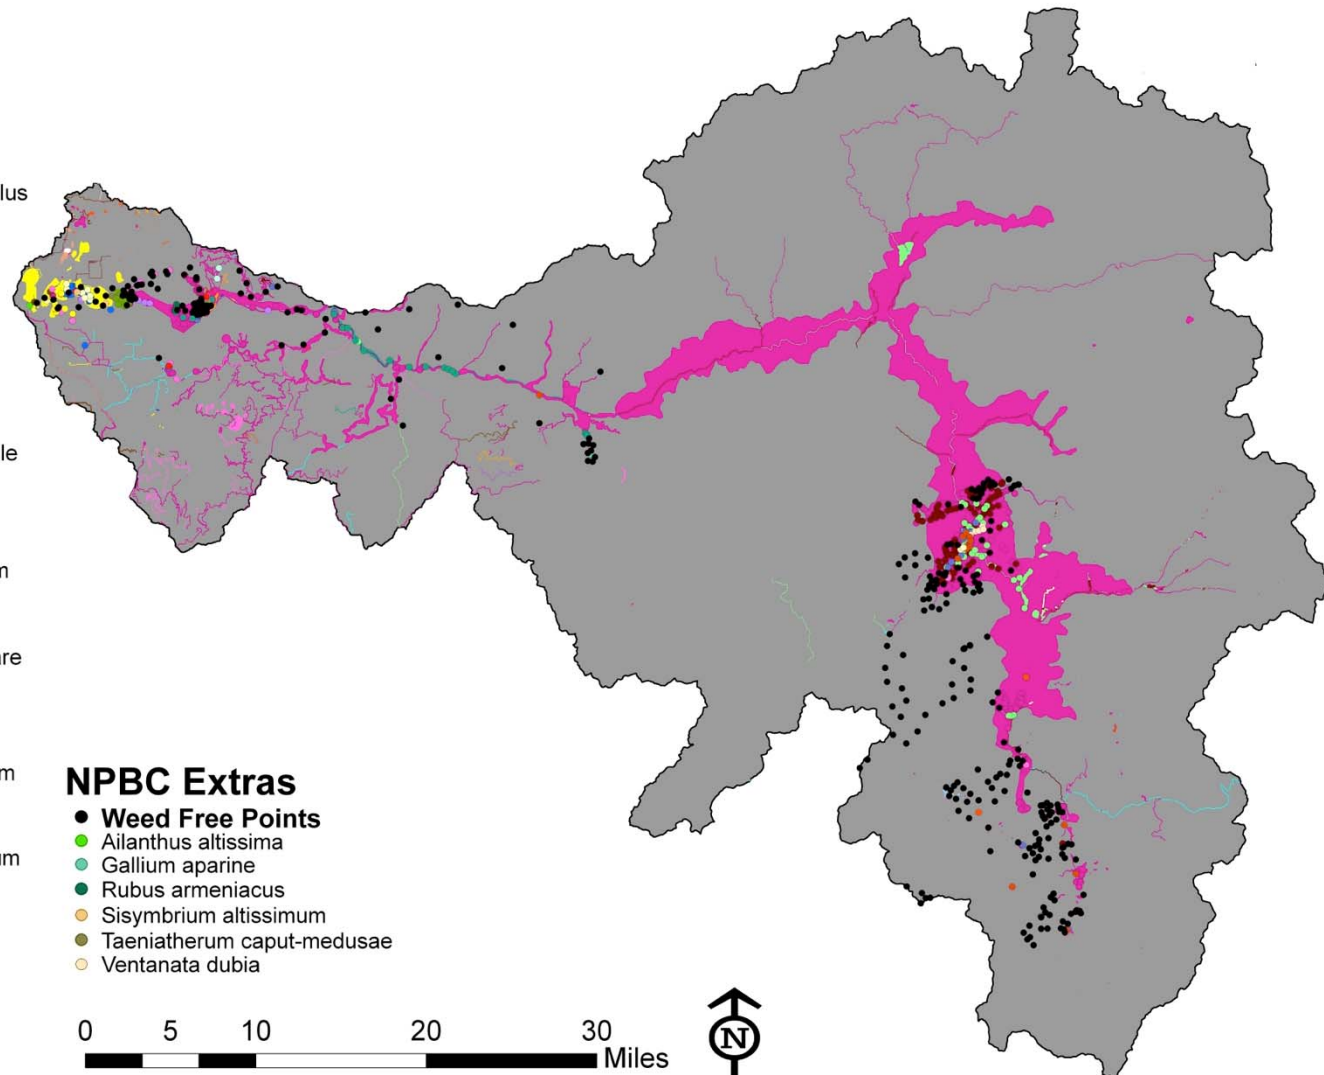 lus
le
m
are
m
um
NPBC Extras
Weed Free Points
Ailanthus altissima
Gallium aparine
Rubus armeniacus
Sisymbrium altissimum
Taeniatherum caput-medusae
Ventanata dubia
0 5 10 20 30
Miles
N